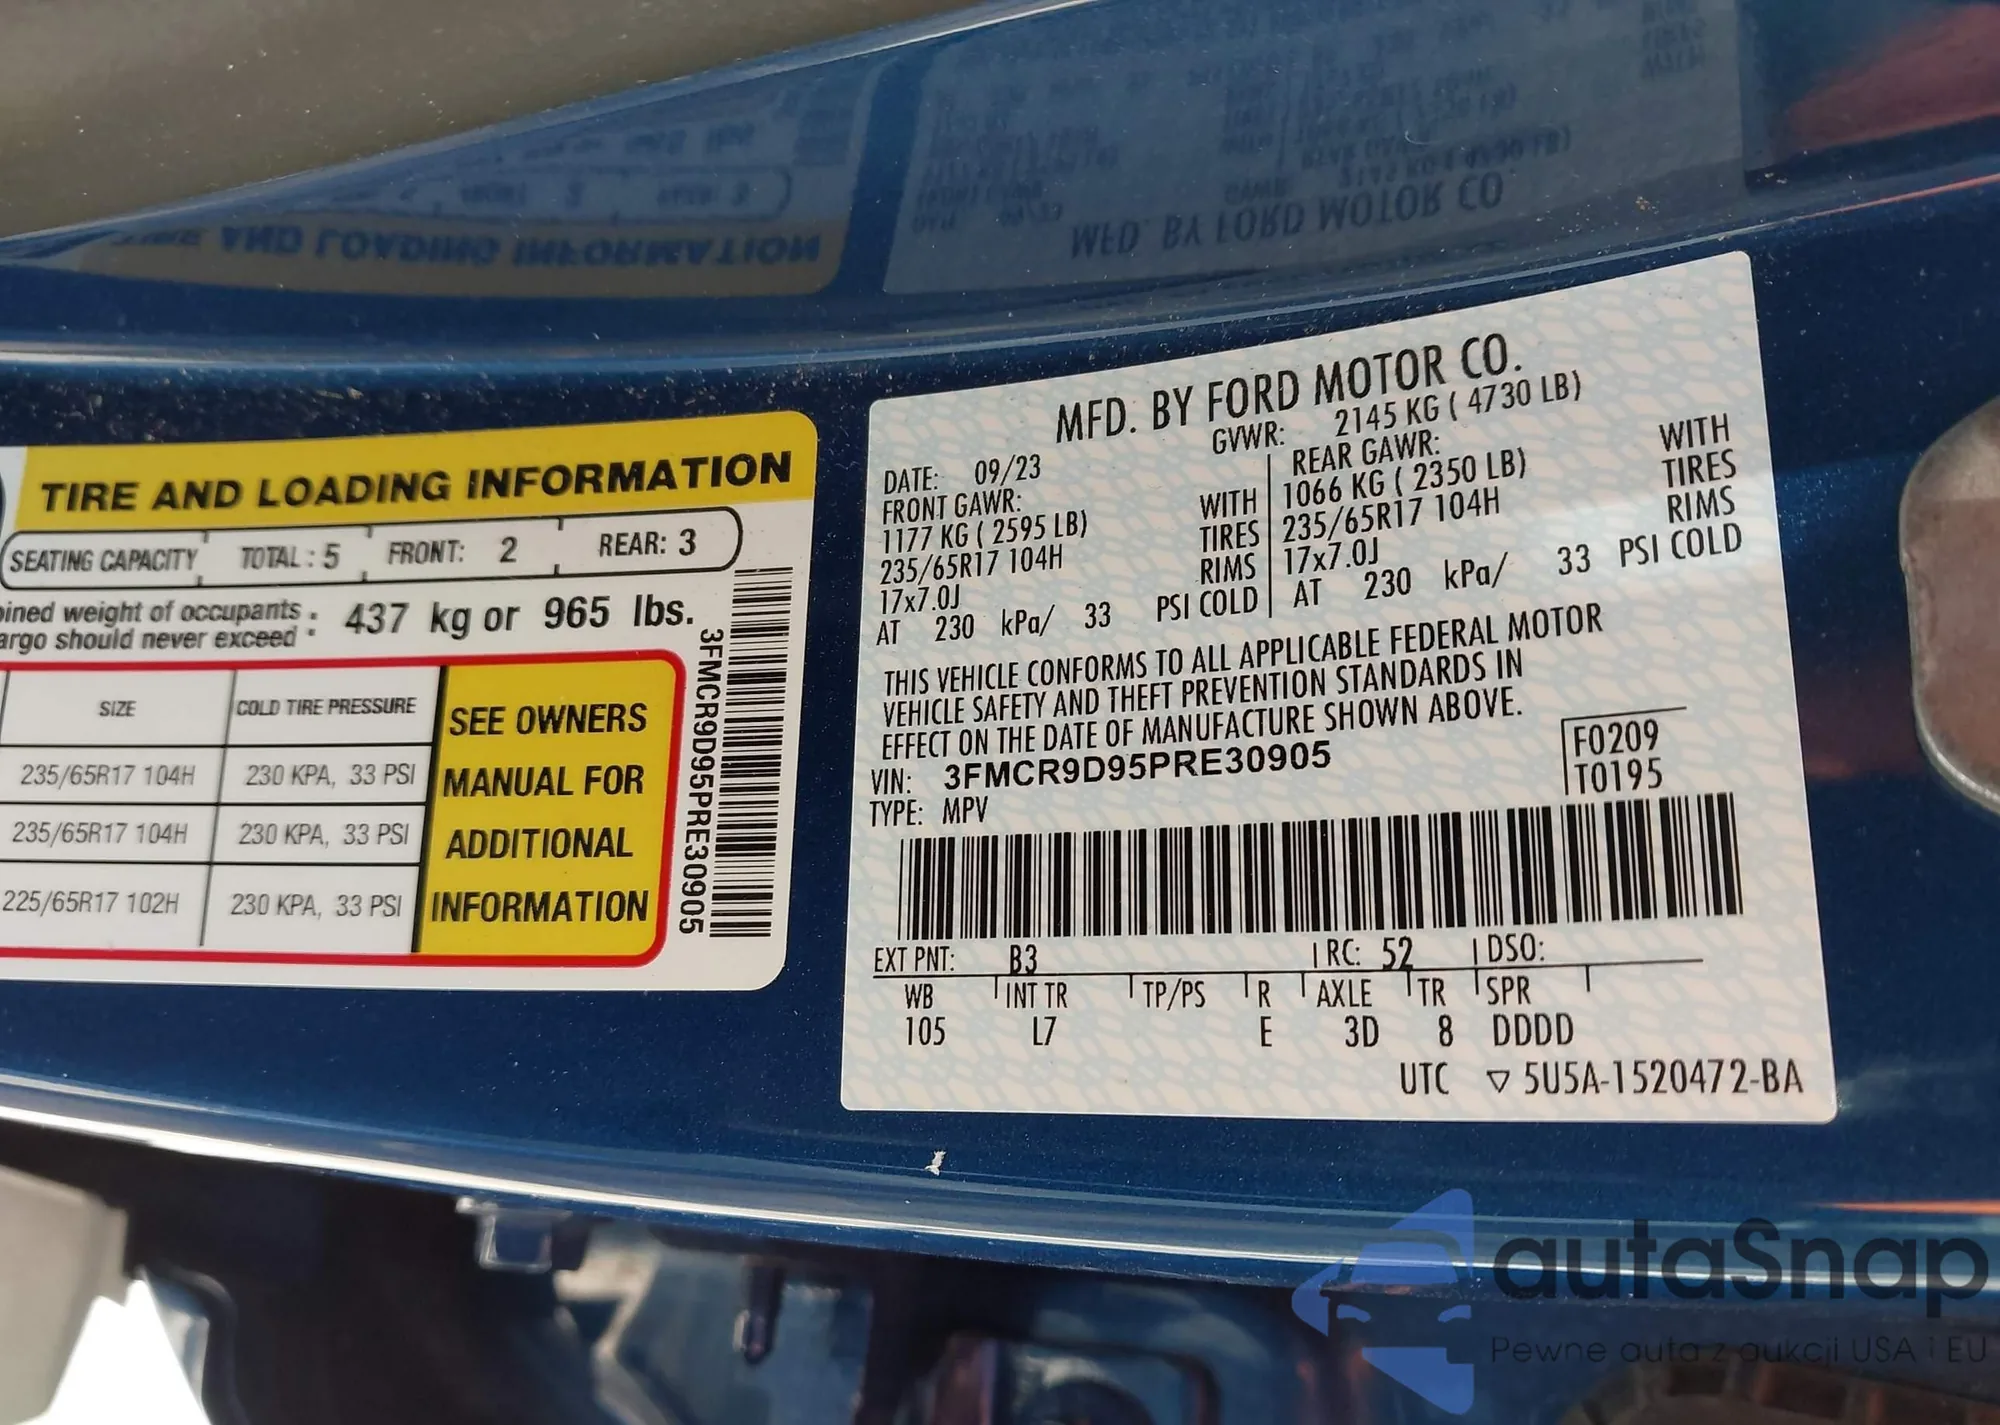 TIRE AND LOADING INFORMATION
SEATING CAPACITY TOTAL : 5 FRONT: 2 REAR: 3
of occupants :
should never exceed :
437 kg or 965 lbs.
SIZE COLD TIRE PRESSURE
235/65R17 104H 230 KPA, 33 PSI
235/65R17 104H 230 KPA, 33 PSI
225/65R17 102H 230 KPA, 33 PSI
SEE OWNERS
MANUAL FOR
ADDITIONAL
INFORMATION
3FMCR9D95PRE30905
MFD. BY FORD MOTOR CO.
DATE: 09/23 GVWR: 2145 KG ( 4730 LB)
FRONT GAWR: REAR GAWR: WITH
1177 KG ( 2595 LB) WITH 1066 KG ( 2350 LB) TIRES
235/65R17 104H TIRES 235/65R17 104H RIMS
17x7.0J RIMS 17x7.0J
AT 230 kPa/ 33 PSI COLD AT 230 kPa/ 33 PSI COLD
THIS VEHICLE CONFORMS TO ALL APPLICABLE FEDERAL MOTOR
VEHICLE SAFETY AND THEFT PREVENTION STANDARDS IN
EFFECT ON THE DATE OF MANUFACTURE SHOWN ABOVE.
VIN: 3FMCR9D95PRE30905
F0209
T0195
TYPE: MPV
EXT PNT: B3 RC: 52 DSO:
WB INT TR TP/PS R AXLE TR SPR
105 L7 E 3D 8 DDDD
UTC ▽ 5U5A-1520472-BA
autaSnap
Pewne auta z aukcji USA i EU